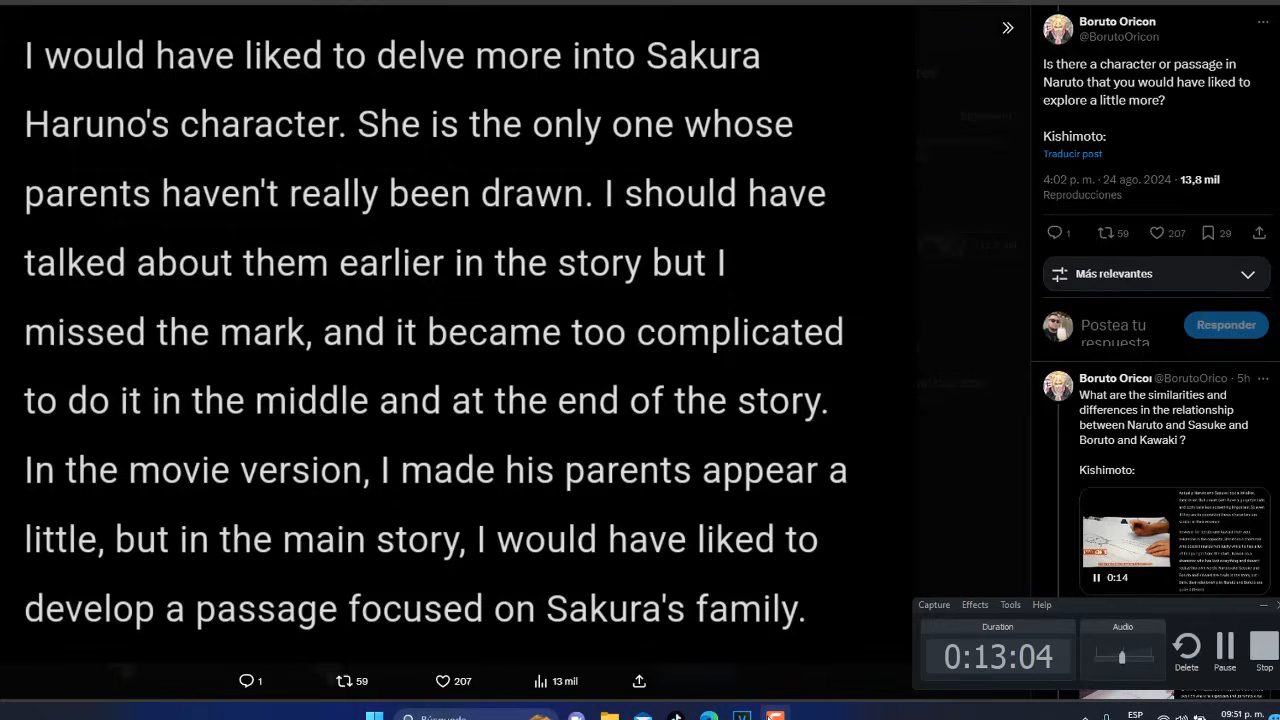 I would have liked to delve more into Sakura
Haruno's character. She is the only one whose
parents haven't really been drawn. I should have
talked about them earlier in the story but I
missed the mark, and it became too complicated
to do it in the middle and at the end of the story.
In the movie version, I made his parents appear a
little, but in the main story, I would have liked to
develop a passage focused on Sakura's family.
1 59 207 13 mil
Boruto Oricon
@BorutoOricon
Is there a character or passage in
Naruto that you would have liked to
explore a little more?
Kishimoto:
Traducir post
4:02 p. m. · 24 ago. 2024 · 13,8 mil
Reproducciones
1 59 207 29
Más relevantes
Postea tu
respuesta
Responder
Boruto Oricon @BorutoOrico · 5h
What are the similarities and
differences in the relationship
between Naruto and Sasuke and
Boruto and Kawaki ?
Kishimoto:
0:14
Capture Effects Tools Help
Duration
Audio
0:13:04
Delete Pause Stop
Búsqueda
ESP
09:51 p. m.